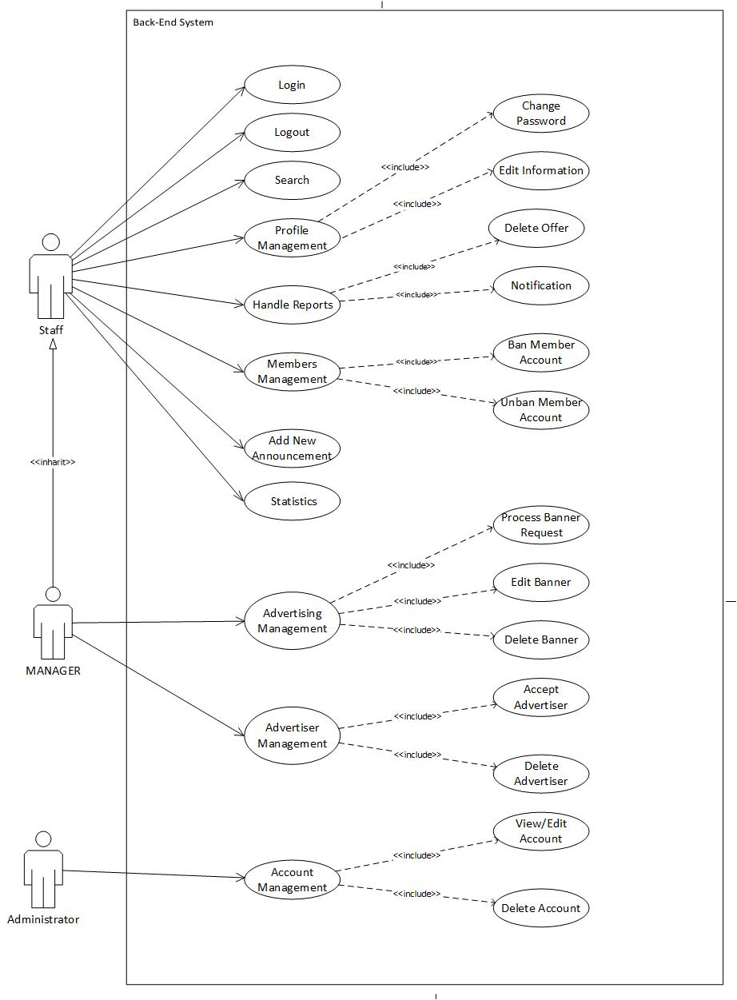 Back-End System
Login
Change
Password
Logout
<<include>>
Edit Information
Search
<<include>>
Profile
Management
Delete Offer
<<include>>
Notification
Handle Reports
<<include>>
Staff
Ban Member
Account
Members
Management
<<include>>
<<include>>
Unban Member
Account
Add New
Announcement
<<inharit>>
Statistics
Process Banner
Request
<<include>>
Edit Banner
Advertising
Management
<<include>>
<<include>>
Delete Banner
MANAGER
Accept
Advertiser
<<include>>
Advertiser
Management
<<include>>
Delete
Advertiser
View/Edit
Account
<<include>>
Account
Management
<<include>>
Delete Account
Administrator